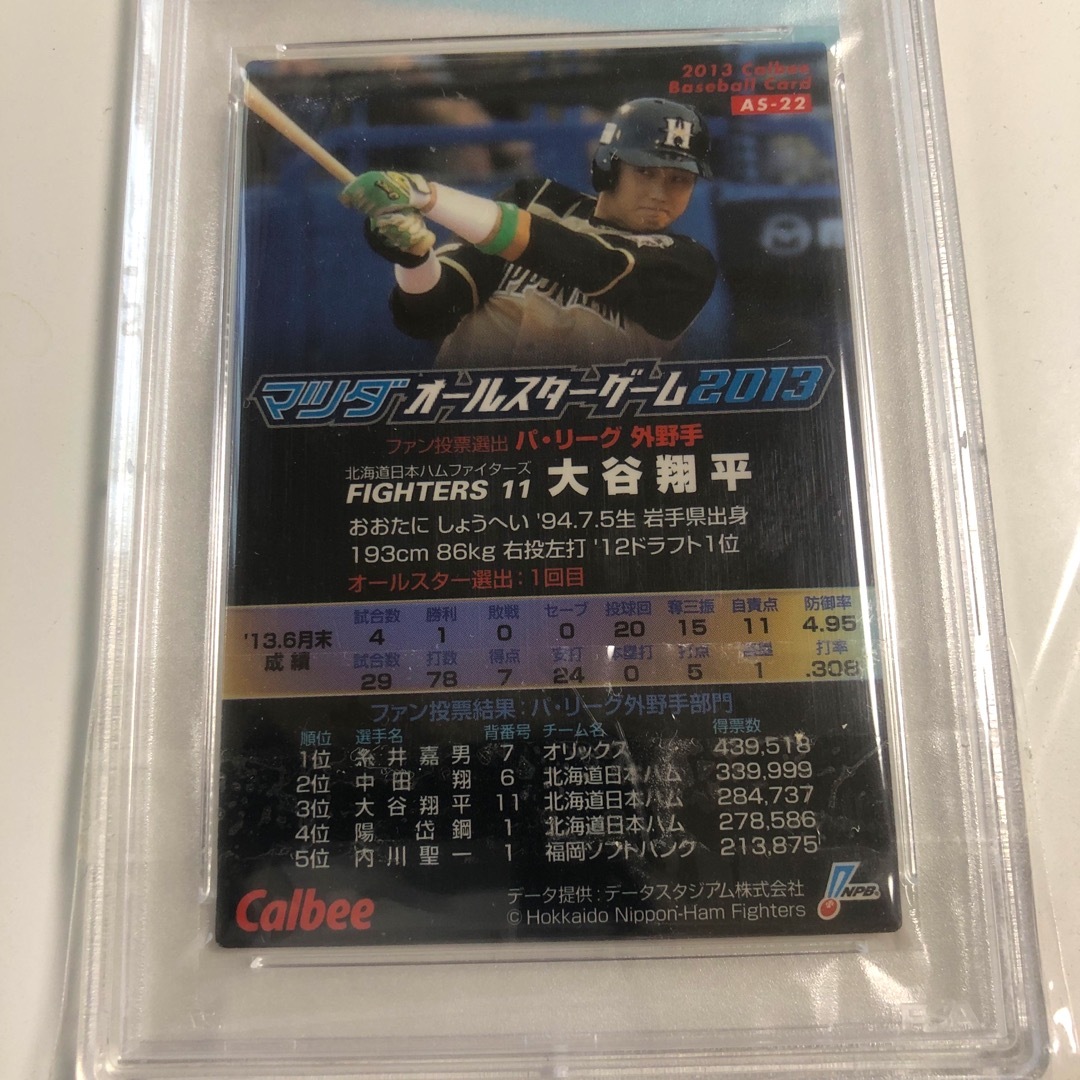 2013 Calbee
Baseball Card
AS-22
H
マツダ オールスターゲーム2013
ファン投票選出 パ・リーグ 外野手
北海道日本ハムファイターズ
FIGHTERS 11 大谷翔平
おおたに しょうへい '94.7.5生 岩手県出身
193cm 86kg 右投左打 '12ドラフト1位
オールスター選出：1回目
'13.6月末成績
試合数 勝利 敗戦 セーブ 投球回 奪三振 自責点 防御率
4 1 0 0 20 15 11 4.95
試合数 打数 得点 安打 本塁打 打点 盗塁 打率
29 78 7 24 0 5 1 .308
ファン投票結果：パ・リーグ外野手部門
順位 選手名 背番号 チーム名 得票数
1位 糸井嘉男 7 オリックス 439,518
2位 中田 翔 6 北海道日本ハム 339,999
3位 大谷翔平 11 北海道日本ハム 284,737
4位 陽 岱鋼 1 北海道日本ハム 278,586
5位 内川聖一 1 福岡ソフトバンク 213,875
Calbee
データ提供：データスタジアム株式会社
© Hokkaido Nippon-Ham Fighters
NPB